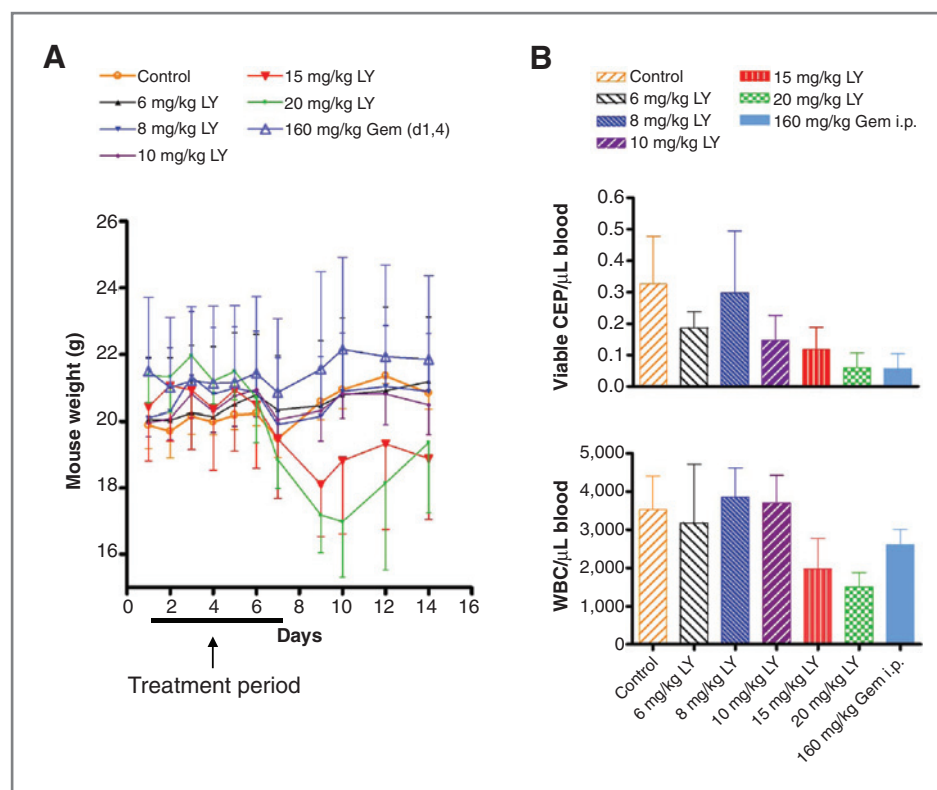 A
Control
6 mg/kg LY
8 mg/kg LY
10 mg/kg LY
15 mg/kg LY
20 mg/kg LY
160 mg/kg Gem (d1,4)
Mouse weight (g)
26
24
22
20
18
16
0 2 4 6 8 10 12 14 16
Days
Treatment period
B
Control
6 mg/kg LY
8 mg/kg LY
10 mg/kg LY
15 mg/kg LY
20 mg/kg LY
160 mg/kg Gem i.p.
Viable CEP/µL blood
0.6
0.5
0.4
0.3
0.2
0.1
0.0
WBC/µL blood
5,000
4,000
3,000
2,000
1,000
0
Control
6 mg/kg LY
8 mg/kg LY
10 mg/kg LY
15 mg/kg LY
20 mg/kg LY
160 mg/kg Gem i.p.